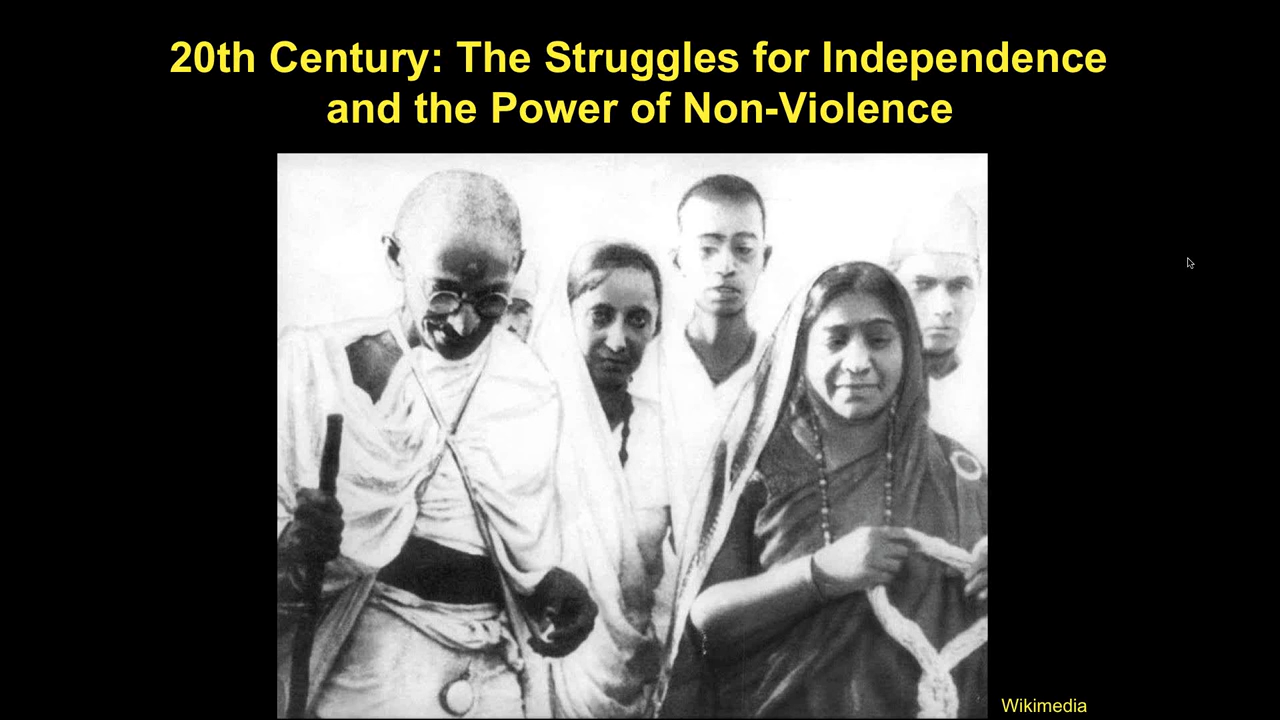 20th Century: The Struggles for Independence
and the Power of Non-Violence
Wikimedia